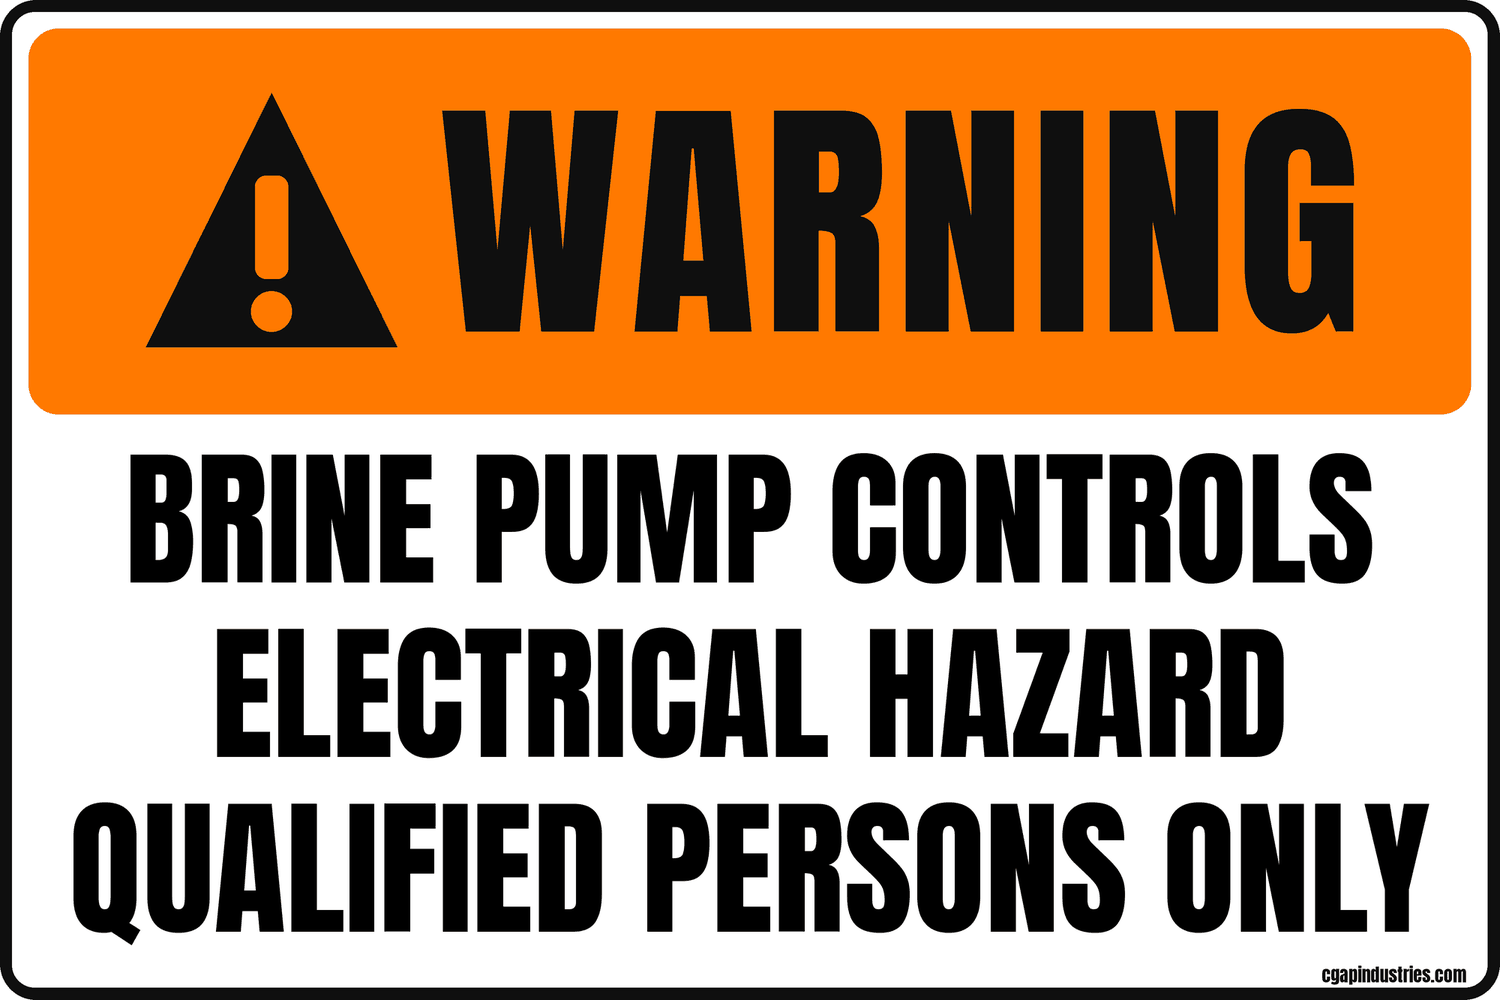 WARNING
BRINE PUMP CONTROLS
ELECTRICAL HAZARD
QUALIFIED PERSONS ONLY
cgapindustries.com